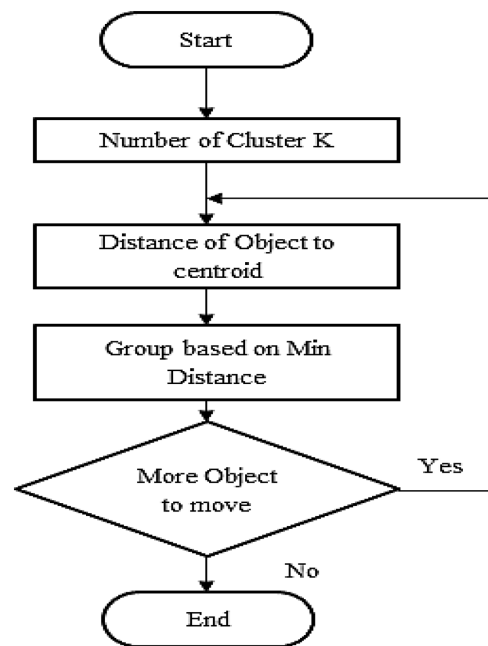 Start
Number of Cluster K
Distance of Object to
centroid
Group based on Min
Distance
More Object
to move
Yes
No
End